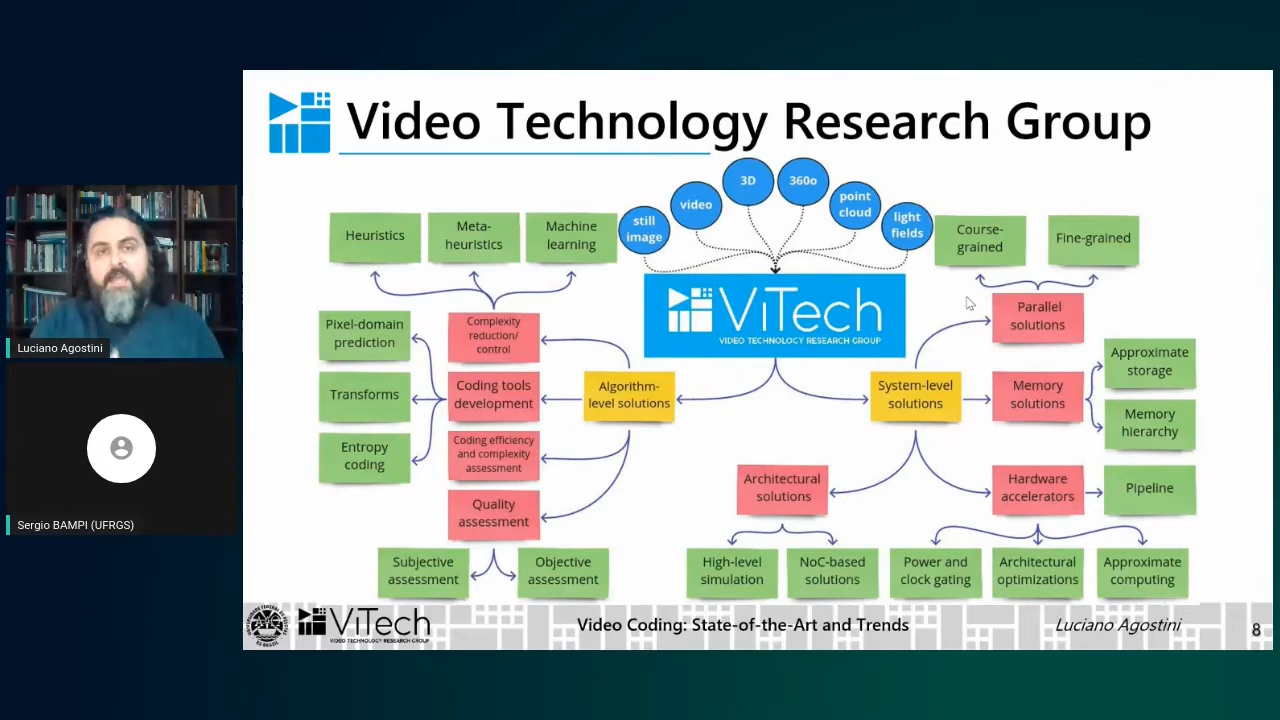 Video Technology Research Group
3D
360o
video
point
cloud
still
image
light
fields
Heuristics
Meta-
heuristics
Machine
learning
Course-
grained
Fine-grained
ViTech
VIDEO TECHNOLOGY RESEARCH GROUP
Pixel-domain
prediction
Complexity
reduction/
control
Parallel
solutions
Luciano Agostini
Transforms
Coding tools
development
Algorithm-
level solutions
System-level
solutions
Memory
solutions
Approximate
storage
Memory
hierarchy
Entropy
coding
Coding efficiency
and complexity
assessment
Quality
assessment
Architectural
solutions
Hardware
accelerators
Pipeline
Sergio BAMPI (UFRGS)
Subjective
assessment
Objective
assessment
High-level
simulation
NoC-based
solutions
Power and
clock gating
Architectural
optimizations
Approximate
computing
ViTech
VIDEO TECHNOLOGY RESEARCH GROUP
Video Coding: State-of-the-Art and Trends
Luciano Agostini
8